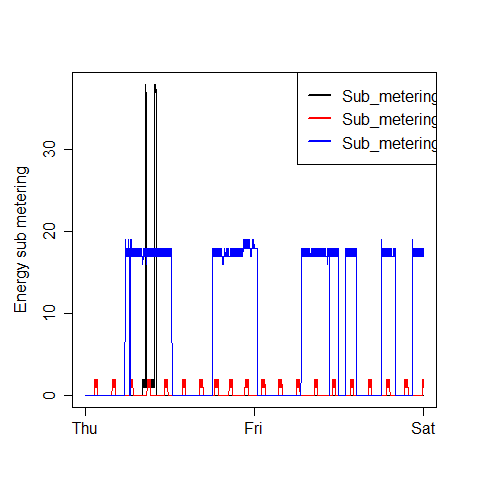 Sub_metering
Sub_metering
Sub_metering
Energy sub metering
0
10
20
30
Thu
Fri
Sat